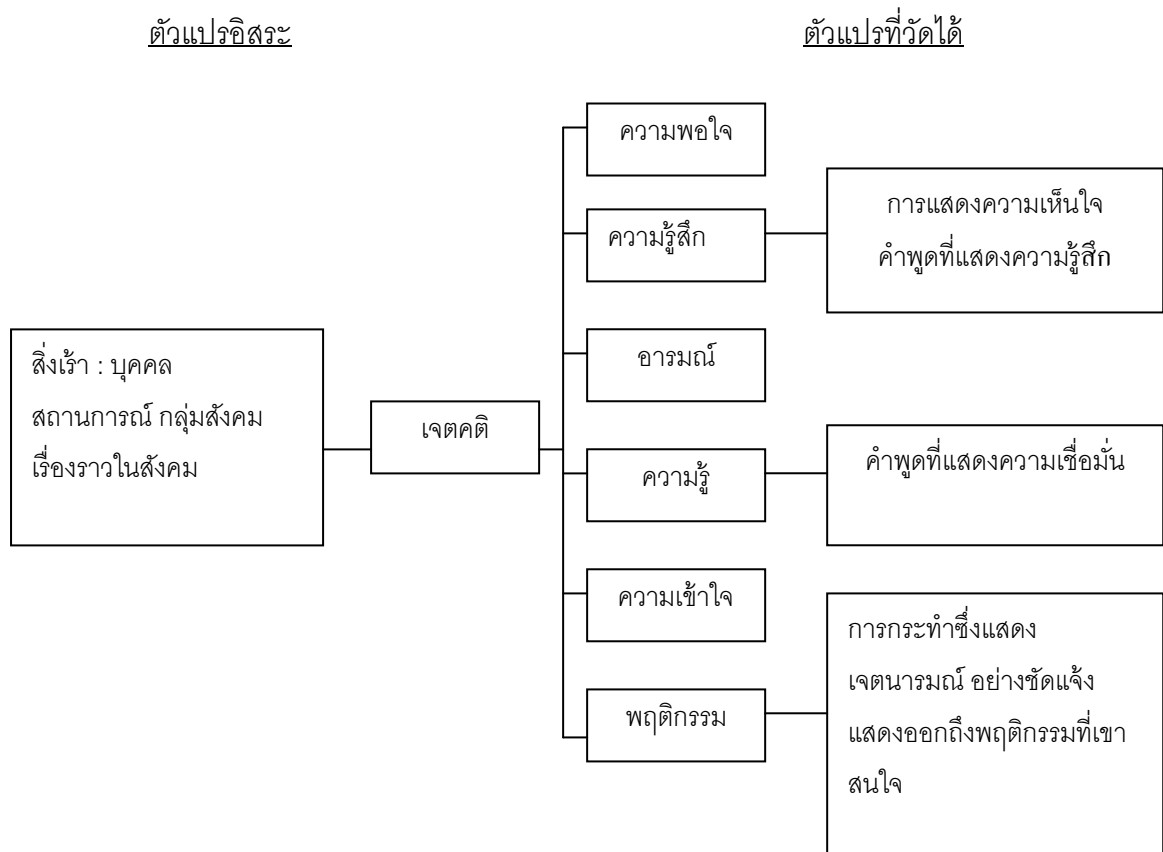 ตัวแปรอิสระ
ตัวแปรที่วัดได้
สิ่งเร้า : บุคคล
สถานการณ์ กลุ่มสังคม
เรื่องราวในสังคม
เจตคติ
ความพอใจ
ความรู้สึก
อารมณ์
ความรู้
ความเข้าใจ
พฤติกรรม
การแสดงความเห็นใจ
คำพูดที่แสดงความรู้สึก
คำพูดที่แสดงความเชื่อมั่น
การกระทำซึ่งแสดง
เจตนารมณ์ อย่างชัดแจ้ง
แสดงออกถึงพฤติกรรมที่เขา
สนใจ